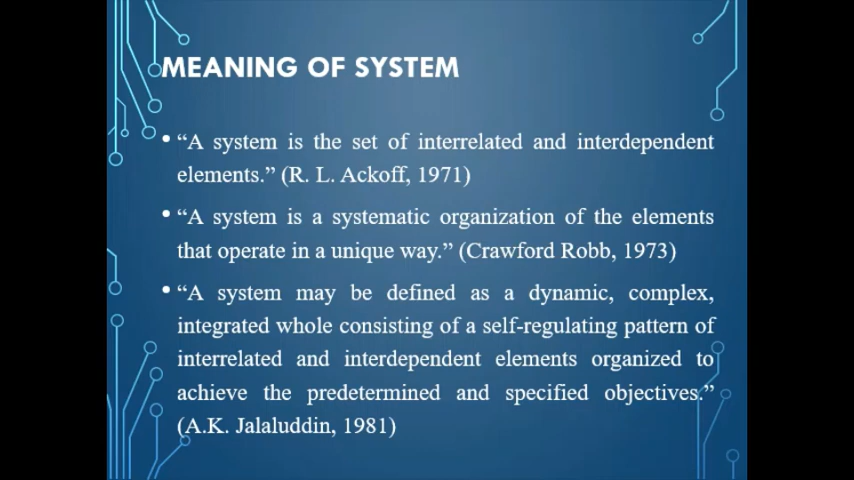 MEANING OF SYSTEM
• “A system is the set of interrelated and interdependent
elements.” (R. L. Ackoff, 1971)
• “A system is a systematic organization of the elements
that operate in a unique way.” (Crawford Robb, 1973)
• “A system may be defined as a dynamic, complex,
integrated whole consisting of a self-regulating pattern of
interrelated and interdependent elements organized to
achieve the predetermined and specified objectives.”
(A.K. Jalaluddin, 1981)